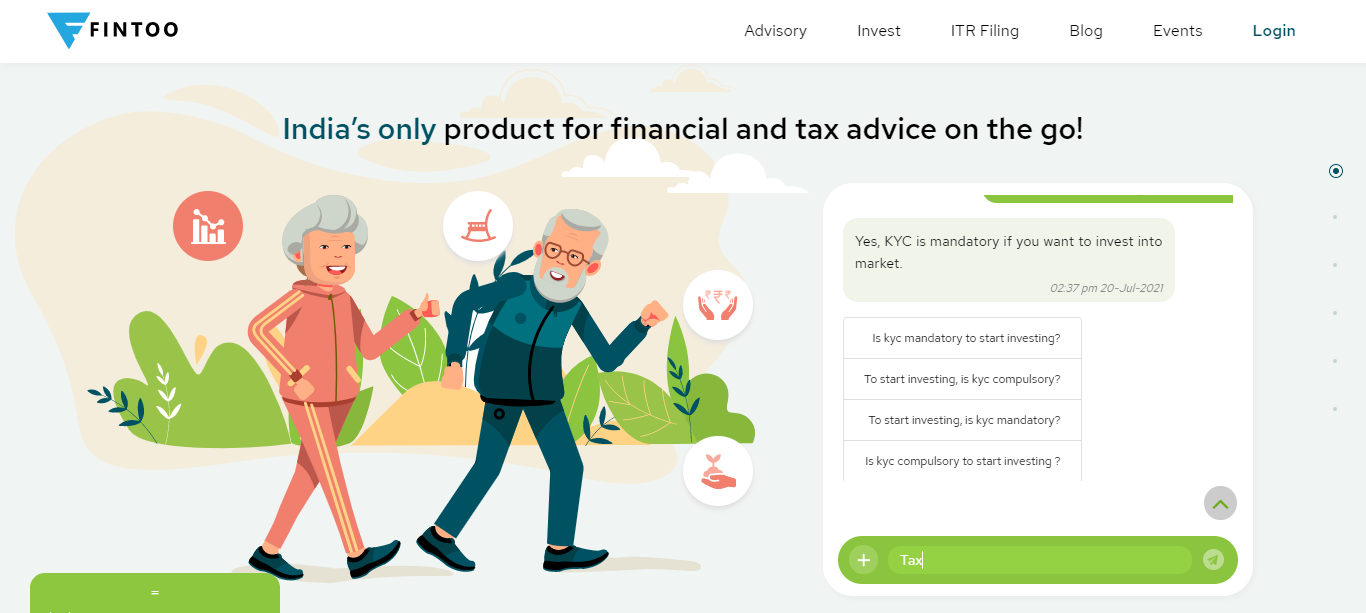 FINTOO
Advisory
Invest
ITR Filing
Blog
Events
Login
India's only product for financial and tax advice on the go!
Yes, KYC is mandatory if you want to invest into
market.
02:37 pm 20-Jul-2021
Is kyc mandatory to start investing?
To start investing, is kyc compulsory?
To start investing, is kyc mandatory?
Is kyc compulsory to start investing ?
Tax